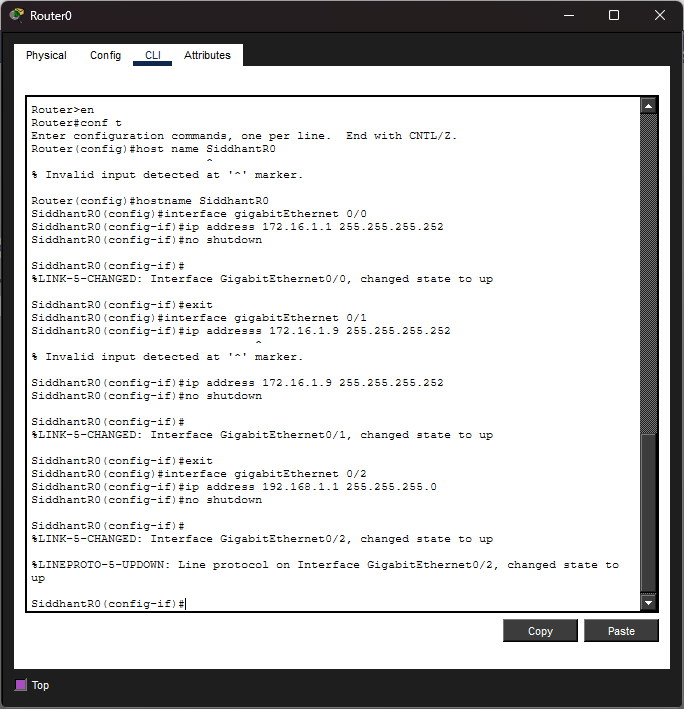 Router0
Physical Config CLI Attributes
Router>en
Router#conf t
Enter configuration commands, one per line.  End with CNTL/Z.
Router(config)#host name SiddhantR0
^
% Invalid input detected at '^' marker.
Router(config)#hostname SiddhantR0
SiddhantR0(config)#interface gigabitEthernet 0/0
SiddhantR0(config-if)#ip address 172.16.1.1 255.255.255.252
SiddhantR0(config-if)#no shutdown
SiddhantR0(config-if)#
%LINK-5-CHANGED: Interface GigabitEthernet0/0, changed state to up
SiddhantR0(config-if)#exit
SiddhantR0(config)#interface gigabitEthernet 0/1
SiddhantR0(config-if)#ip addresss 172.16.1.9 255.255.255.252
^
% Invalid input detected at '^' marker.
SiddhantR0(config-if)#ip address 172.16.1.9 255.255.255.252
SiddhantR0(config-if)#no shutdown
SiddhantR0(config-if)#
%LINK-5-CHANGED: Interface GigabitEthernet0/1, changed state to up
SiddhantR0(config-if)#exit
SiddhantR0(config)#interface gigabitEthernet 0/2
SiddhantR0(config-if)#ip address 192.168.1.1 255.255.255.0
SiddhantR0(config-if)#no shutdown
SiddhantR0(config-if)#
%LINK-5-CHANGED: Interface GigabitEthernet0/2, changed state to up
%LINEPROTO-5-UPDOWN: Line protocol on Interface GigabitEthernet0/2, changed state to
up
SiddhantR0(config-if)#
Copy Paste
Top